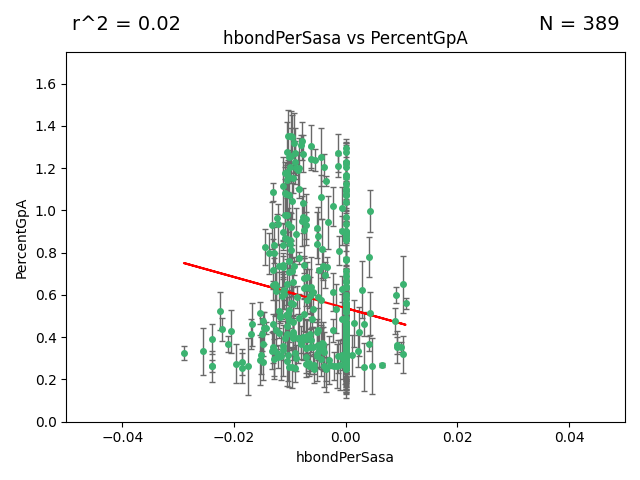 r^2 = 0.02
N = 389
hbondPerSasa vs PercentGpA
1.6
1.4
1.2
1.0
0.8
0.6
0.4
0.2
0.0
PercentGpA
−0.04
−0.02
0.00
0.02
0.04
hbondPerSasa